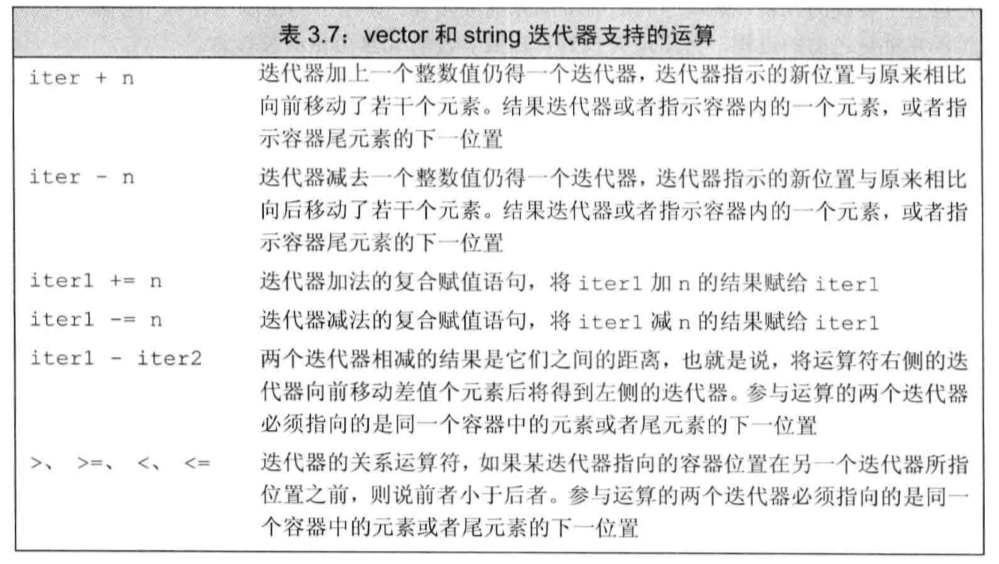 表 3.7：vector 和 string 迭代器支持的运算
iter + n 迭代器加上一个整数值仍得一个迭代器，迭代器指示的新位置与原来相比
向前移动了若干个元素。结果迭代器或者指示容器内的一个元素，或者指
示容器尾元素的下一位置
iter - n 迭代器减去一个整数值仍得一个迭代器，迭代器指示的新位置与原来相比
向后移动了若干个元素。结果迭代器或者指示容器内的一个元素，或者指
示容器尾元素的下一位置
iter1 += n 迭代器加法的复合赋值语句，将 iter1 加 n 的结果赋给 iter1
iter1 -= n 迭代器减法的复合赋值语句，将 iter1 减 n 的结果赋给 iter1
iter1 - iter2 两个迭代器相减的结果是它们之间的距离，也就是说，将运算符右侧的迭
代器向前移动差值个元素后将得到左侧的迭代器。参与运算的两个迭代器
必须指向的是同一个容器中的元素或者尾元素的下一位置
>、 >=、 <、 <= 迭代器的关系运算符，如果某迭代器指向的容器位置在另一个迭代器所指
位置之前，则说前者小于后者。参与运算的两个迭代器必须指向的是同一
个容器中的元素或者尾元素的下一位置